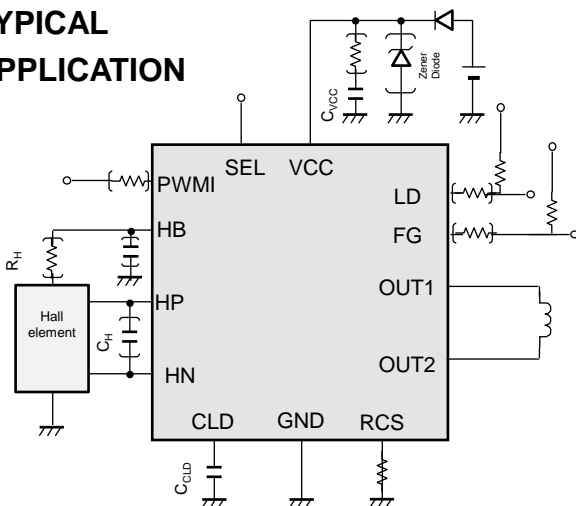 YPICAL
PPLICATION
CVCC
Zener
Diode
SEL
VCC
PWMI
LD
HB
FG
RH
HP
OUT1
Hall
element
CH
HN
OUT2
CLD
GND
RCS
CCLD